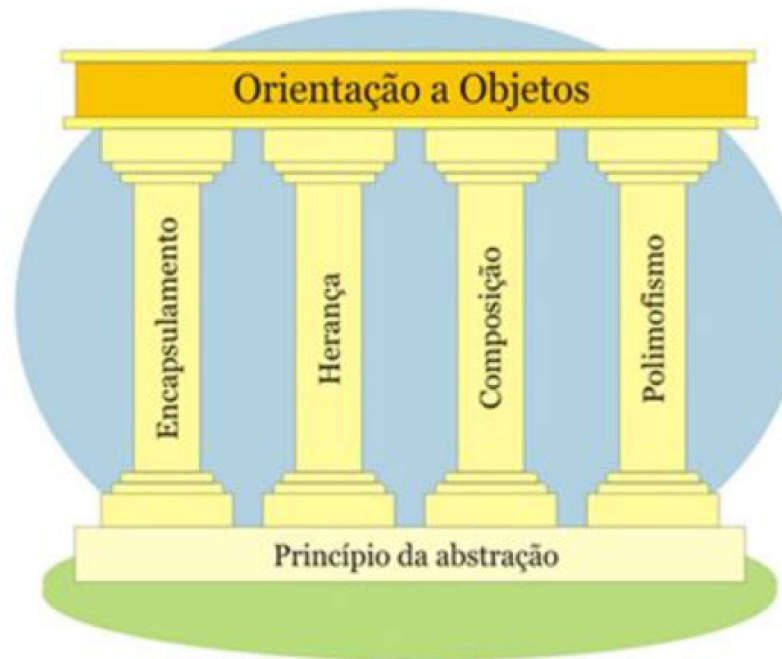 Orientação a Objetos
Encapsulamento
Herança
Composição
Polimofismo
Princípio da abstração